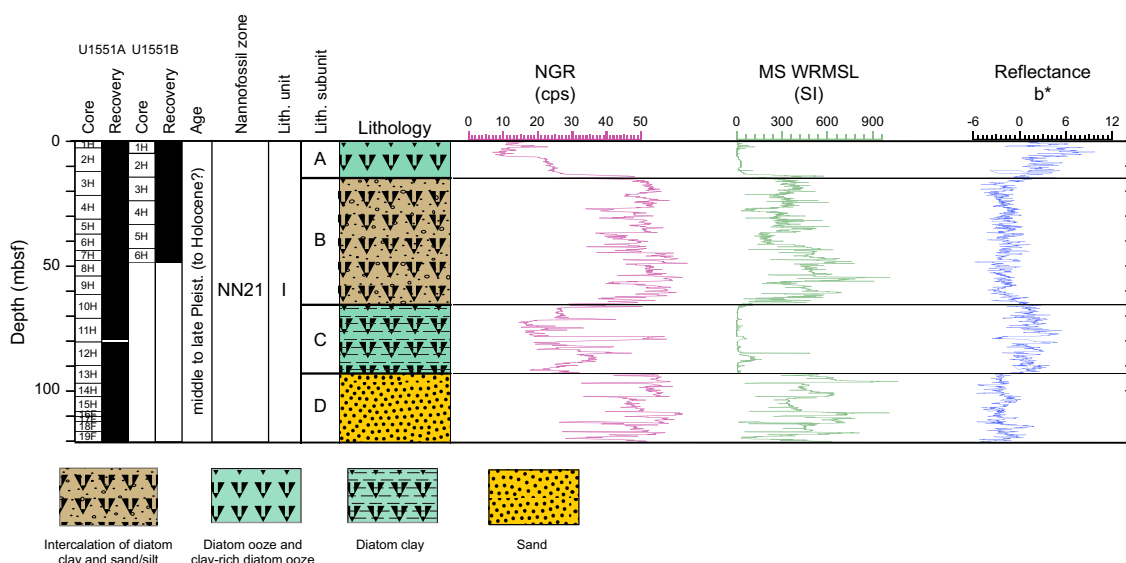 U1551A U1551B
Core
Recovery
Core
Recovery
Age
Nannofossil zone
Lith. unit
Lith. subunit
Lithology
NGR
(cps)
MS WRMSL
(SI)
Reflectance
b*
0 10 20 30 40 50
0 300 600 900
-6 0 6 12
Depth (mbsf)
0
50
100
1H
2H
3H
4H
5H
6H
7H
8H
9H
10H
11H
12H
13H
14H
15H
16F
17F
18F
19F
1H
2H
3H
4H
5H
6H
middle to late Pleist. (to Holocene?)
NN21
I
A
B
C
D
Intercalation of diatom
clay and sand/silt
Diatom ooze and
clay-rich diatom ooze
Diatom clay
Sand